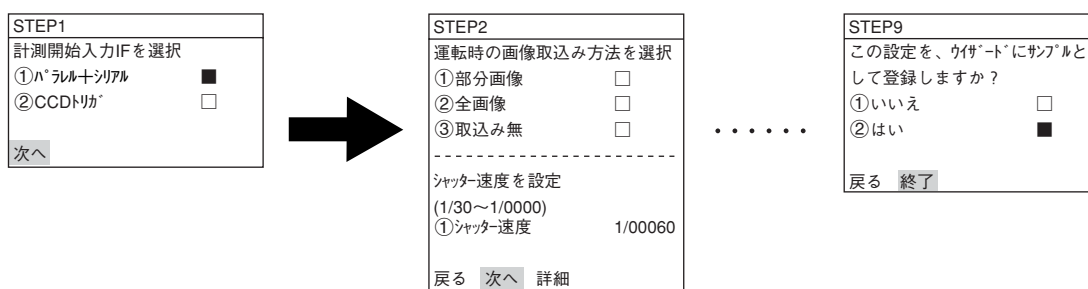 STEP1
計測開始入力IFを選択
①ﾊﾟﾗﾚﾙ＋ｼﾘｱﾙ ■
②CCDﾄﾘｶﾞ □
次へ
STEP2
運転時の画像取込み方法を選択
①部分画像 □
②全画像 □
③取込み無 □
ｼｬｯﾀｰ速度を設定
(1/30～1/0000)
①ｼｬｯﾀｰ速度 1/00060
戻る 次へ 詳細
・・・・・・
STEP9
この設定を、ｳｲｻﾞｰﾄﾞにｻﾝﾌﾟﾙと
して登録しますか？
①いいえ □
②はい ■
戻る 終了